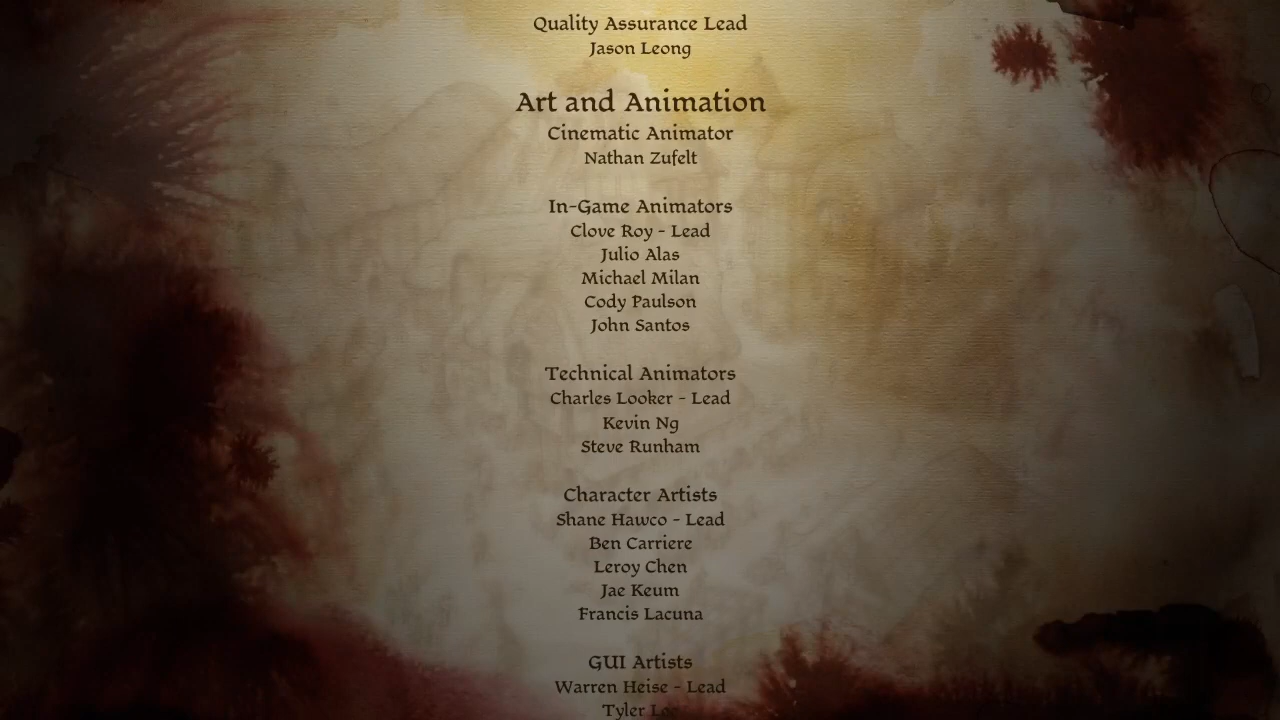 Quality Assurance Lead
Jason Leong
Art and Animation
Cinematic Animator
Nathan Zufelt
In-Game Animators
Clove Roy - Lead
Julio Alas
Michael Milan
Cody Paulson
John Santos
Technical Animators
Charles Looker - Lead
Kevin Ng
Steve Runham
Character Artists
Shane Hawco - Lead
Ben Carriere
Leroy Chen
Jae Keum
Francis Lacuna
GUI Artists
Warren Heise - Lead
Tyler